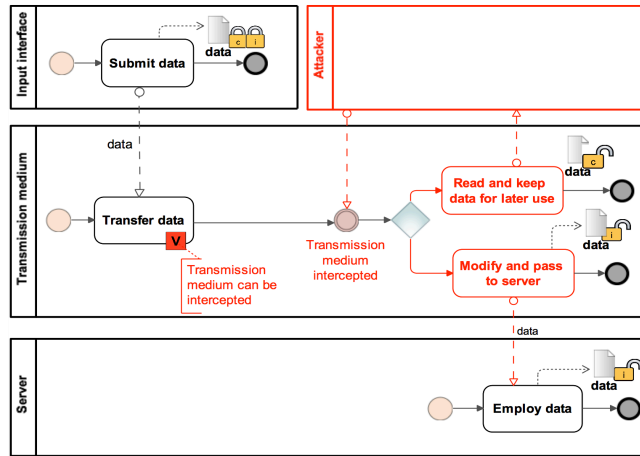 Input interface
Submit data
data
c
i
Attacker
data
Transmission medium
Transfer data
V
Transmission
medium can be
intercepted
Transmission
medium
intercepted
Read and keep
data for later use
c
data
Modify and pass
to server
i
data
data
Server
Employ data
i
data